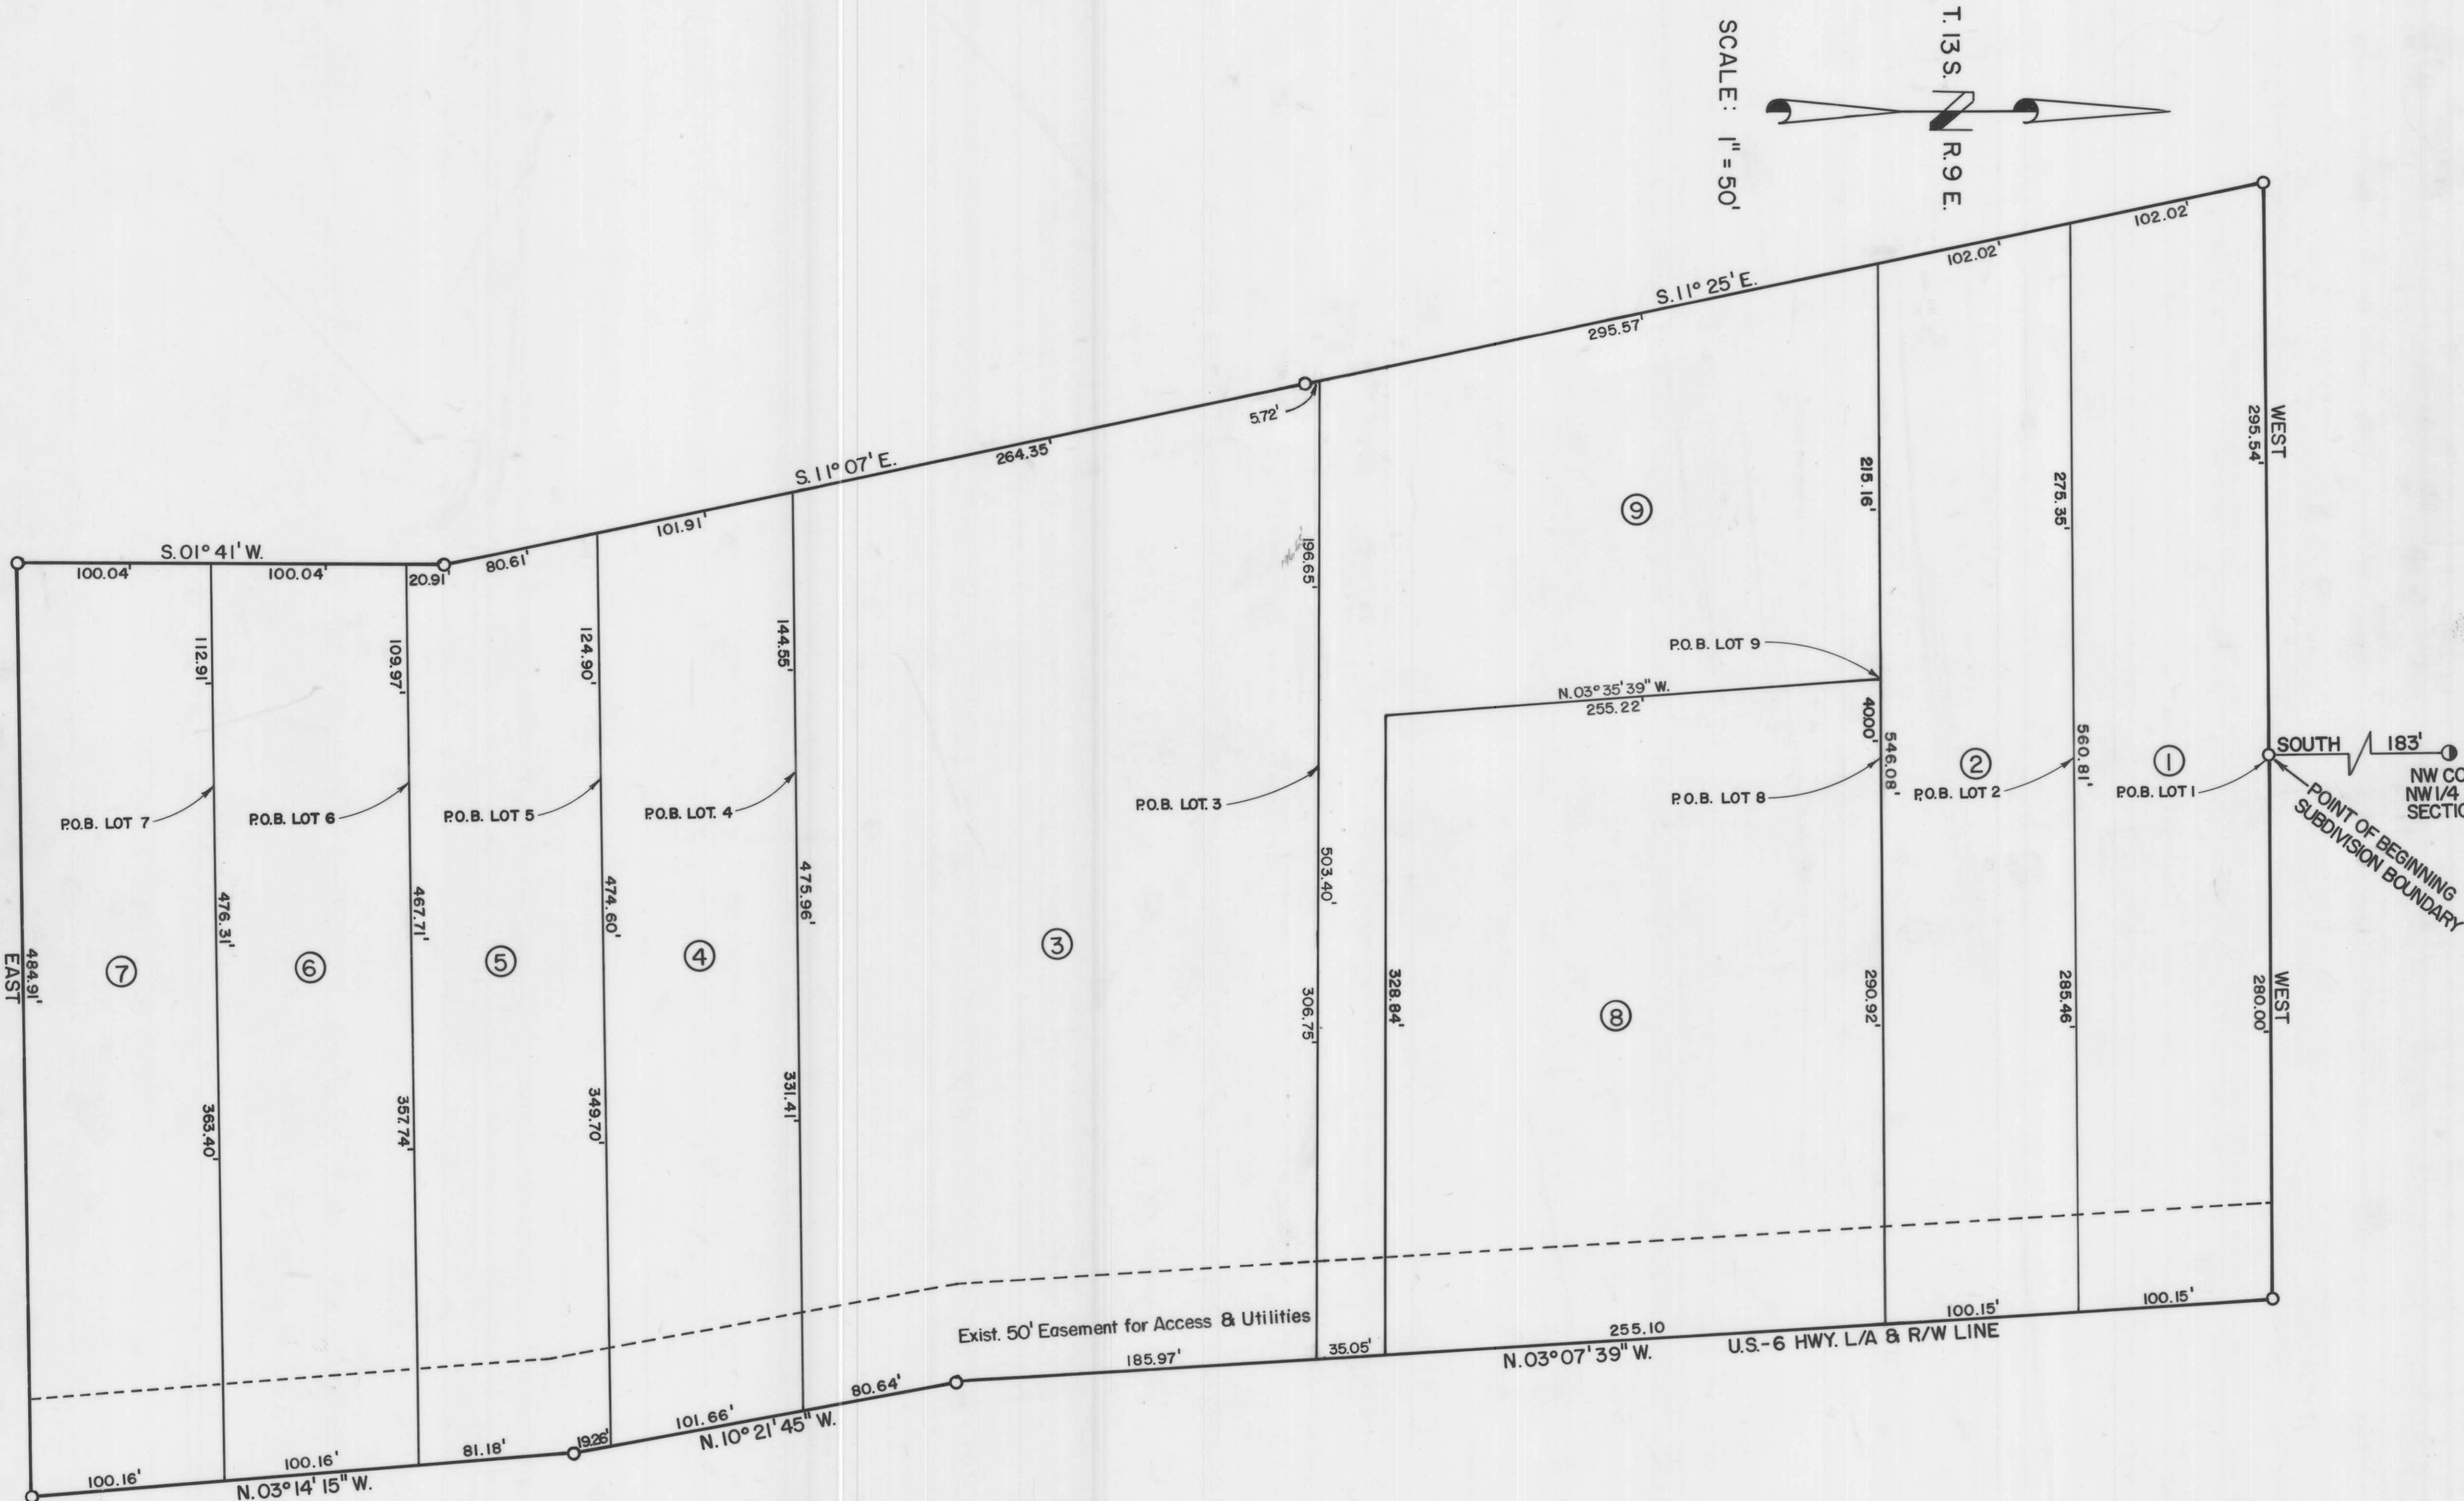 T. 13 S. R. 9 E.
SCALE: 1" = 50'
102.02'
102.02'
S. 11° 25' E.
295.57'
5.72'
264.35'
S. 11° 07' E.
101.91'
80.61'
S. 01° 41' W.
100.04'
100.04'
20.91'
WEST
295.54'
275.35'
215.16'
9
196.65'
144.55'
124.90'
109.97'
112.91'
P.O.B. LOT 9
N. 03° 35' 39" W.
255.22'
40.00'
546.08'
560.81'
2
1
SOUTH 183'
NW CO
NW 1/4
SECTIO
P.O.B. LOT 1
POINT OF BEGINNING
SUBDIVISION BOUNDARY
P.O.B. LOT 2
P.O.B. LOT 8
P.O.B. LOT. 3
P.O.B. LOT. 4
P.O.B. LOT 5
P.O.B. LOT 6
P.O.B. LOT 7
503.40'
475.96'
474.60'
467.71'
476.31'
484.91'
EAST
7
6
5
4
3
8
WEST
280.00'
285.46'
290.92'
328.84'
306.75'
331.41'
349.70'
357.74'
363.40'
Exist. 50' Easement for Access & Utilities
100.15'
100.15'
U.S.-6 HWY. L/A & R/W LINE
255.10
N. 03° 07' 39" W.
35.05'
185.97'
80.64'
101.66'
N. 10° 21' 45" W.
19.26'
81.18'
100.16'
100.16'
N. 03° 14' 15" W.